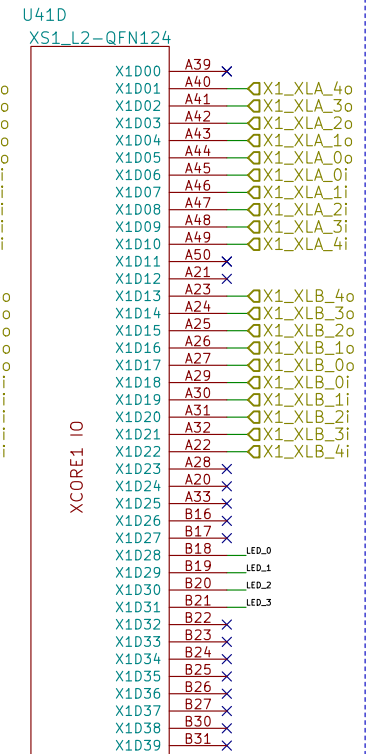 U41D
XS1_L2-QFN124
X1D00 A39
o X1D01 A40 X1_XLA_4o
o X1D02 A41 X1_XLA_3o
o X1D03 A42 X1_XLA_2o
o X1D04 A43 X1_XLA_1o
o X1D05 A44 X1_XLA_0o
i X1D06 A45 X1_XLA_0i
i X1D07 A46 X1_XLA_1i
i X1D08 A47 X1_XLA_2i
i X1D09 A48 X1_XLA_3i
i X1D10 A49 X1_XLA_4i
X1D11 A50
X1D12 A21
o X1D13 A23 X1_XLB_4o
o X1D14 A24 X1_XLB_3o
o X1D15 A25 X1_XLB_2o
o X1D16 A26 X1_XLB_1o
o X1D17 A27 X1_XLB_0o
i X1D18 A29 X1_XLB_0i
i X1D19 A30 X1_XLB_1i
i X1D20 A31 X1_XLB_2i
i X1D21 A32 X1_XLB_3i
i X1D22 A22 X1_XLB_4i
X1D23 A28
X1D24 A20
X1D25 A33
X1D26 B16
X1D27 B17
X1D28 B18 LED_0
X1D29 B19 LED_1
X1D30 B20 LED_2
X1D31 B21 LED_3
X1D32 B22
X1D33 B23
X1D34 B24
X1D35 B25
X1D36 B26
X1D37 B27
X1D38 B30
X1D39 B31
XCORE1 IO